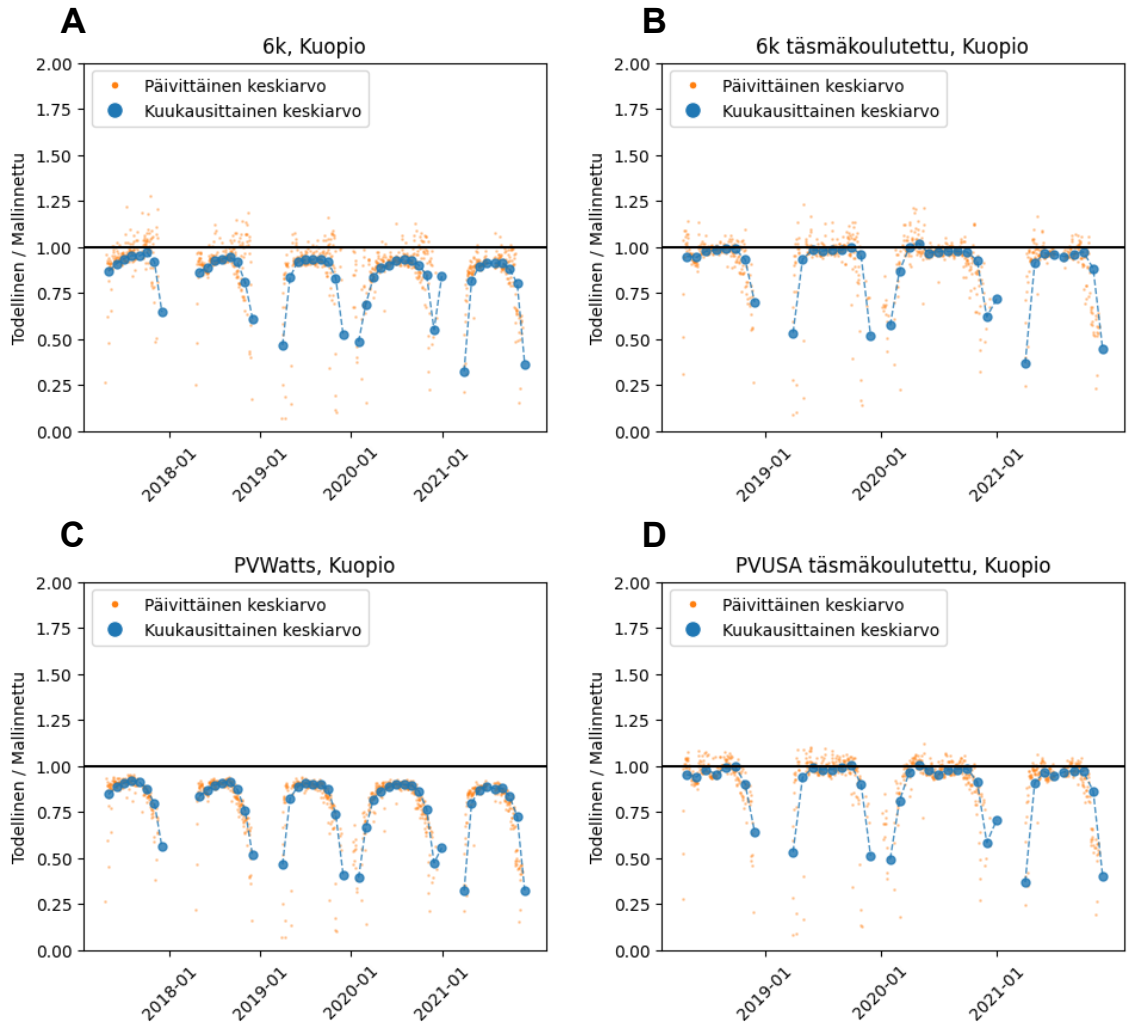 A
6k, Kuopio
2.00
1.75
1.50
1.25
1.00
0.75
0.50
0.25
0.00
Todellinen / Mallinnettu
Päivittäinen keskiarvo
Kuukausittainen keskiarvo
2018-01
2019-01
2020-01
2021-01
B
6k täsmäkoulutettu, Kuopio
2.00
1.75
1.50
1.25
1.00
0.75
0.50
0.25
0.00
Todellinen / Mallinnettu
Päivittäinen keskiarvo
Kuukausittainen keskiarvo
2019-01
2020-01
2021-01
C
PVWatts, Kuopio
2.00
1.75
1.50
1.25
1.00
0.75
0.50
0.25
0.00
Todellinen / Mallinnettu
Päivittäinen keskiarvo
Kuukausittainen keskiarvo
2018-01
2019-01
2020-01
2021-01
D
PVUSA täsmäkoulutettu, Kuopio
2.00
1.75
1.50
1.25
1.00
0.75
0.50
0.25
0.00
Todellinen / Mallinnettu
Päivittäinen keskiarvo
Kuukausittainen keskiarvo
2019-01
2020-01
2021-01